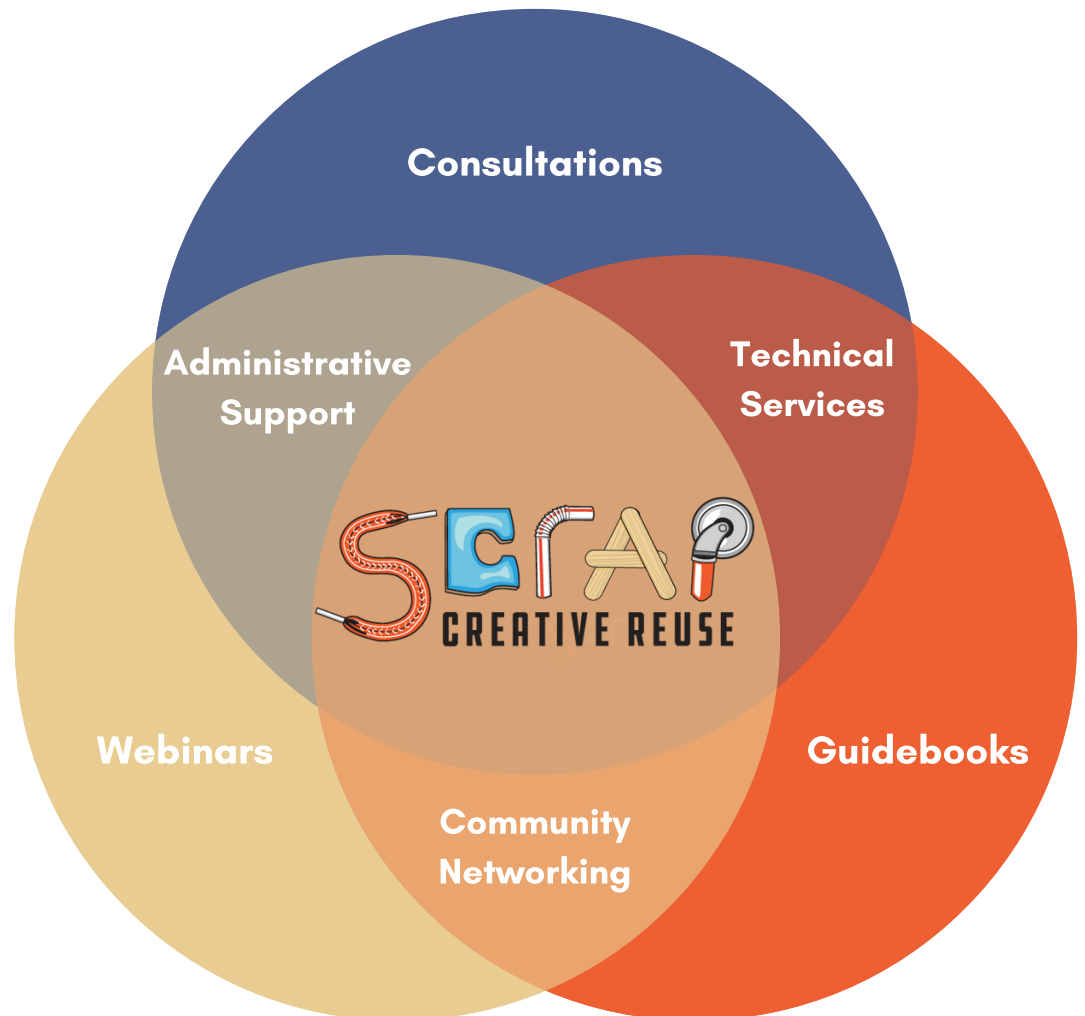 Consultations
Administrative
Support
Technical
Services
SCrAP
CREATIVE REUSE
Webinars
Guidebooks
Community
Networking